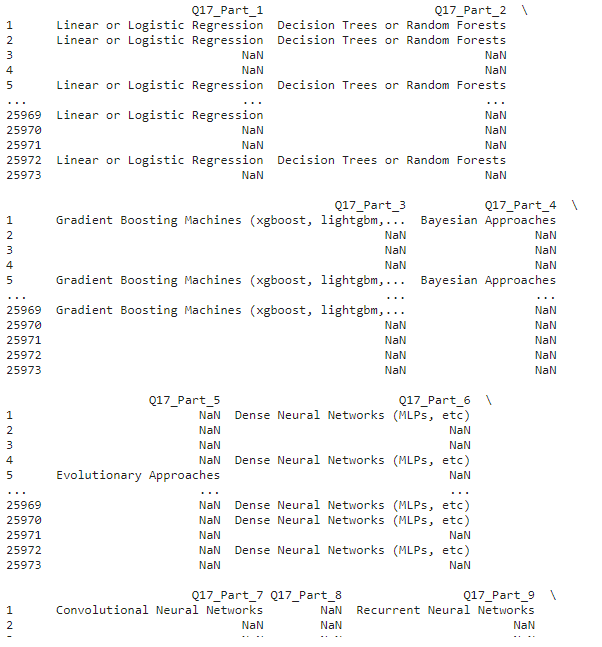 Q17_Part_1 Q17_Part_2 \
1 Linear or Logistic Regression Decision Trees or Random Forests
2 Linear or Logistic Regression Decision Trees or Random Forests
3 NaN NaN
4 NaN NaN
5 Linear or Logistic Regression Decision Trees or Random Forests
... ... ...
25969 Linear or Logistic Regression NaN
25970 NaN NaN
25971 NaN NaN
25972 Linear or Logistic Regression Decision Trees or Random Forests
25973 NaN NaN
Q17_Part_3 Q17_Part_4 \
1 Gradient Boosting Machines (xgboost, lightgbm,... Bayesian Approaches
2 NaN NaN
3 NaN NaN
4 NaN NaN
5 Gradient Boosting Machines (xgboost, lightgbm,... Bayesian Approaches
... ... ...
25969 Gradient Boosting Machines (xgboost, lightgbm,... NaN
25970 NaN NaN
25971 NaN NaN
25972 NaN NaN
25973 NaN NaN
Q17_Part_5 Q17_Part_6 \
1 NaN Dense Neural Networks (MLPs, etc)
2 NaN NaN
3 NaN NaN
4 NaN Dense Neural Networks (MLPs, etc)
5 Evolutionary Approaches NaN
... ... ...
25969 NaN Dense Neural Networks (MLPs, etc)
25970 NaN Dense Neural Networks (MLPs, etc)
25971 NaN NaN
25972 NaN Dense Neural Networks (MLPs, etc)
25973 NaN NaN
Q17_Part_7 Q17_Part_8 Q17_Part_9 \
1 Convolutional Neural Networks NaN Recurrent Neural Networks
2 NaN NaN NaN